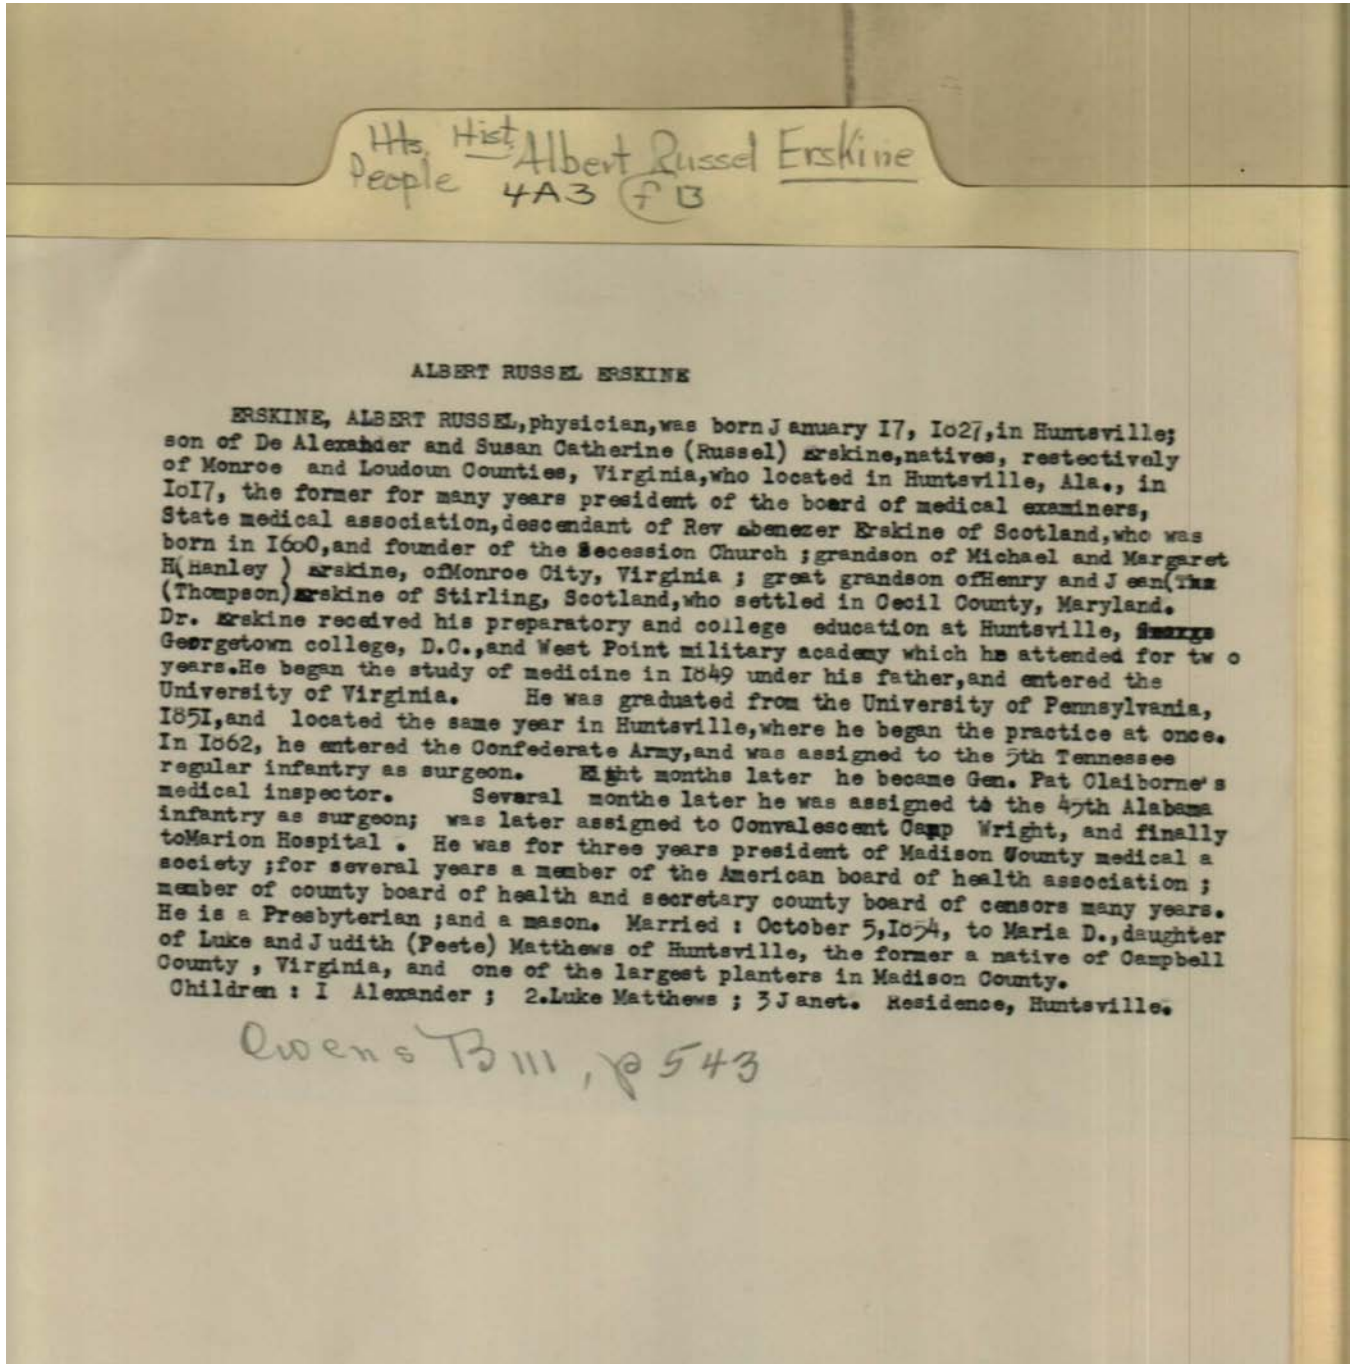 Hts. Hist. Albert Russel Erskine
People 4A3 f B
ALBERT RUSSEL ERSKINE
ERSKINE, ALBERT RUSSEL,physician,was born J anuary I7, I827,in Huntsville;
son of De Alexander and Susan Catherine (Russel) Erskine,natives, restectively
of Monroe and Loudoun Counties, Virginia,who located in Huntsville, Ala., in
I8I7, the former for many years president of the board of medical examiners,
State medical association,descendant of Rev Ebenezer Erskine of Scotland,who was
born in I680,and founder of the Secession Church ;grandson of Michael and Margaret
H(Hanley ) Erskine, ofMonroe City, Virginia ; great grandson ofHenry and J ean(
(Thompson)Erskine of Stirling, Scotland,who settled in Cecil County, Maryland.
Dr. Erskine received his preparatory and college education at Huntsville,
Georgetown college, D.C.,and West Point military academy which he attended for tw o
years.He began the study of medicine in I849 under his father,and entered the
University of Virginia. He was graduated from the University of Pennsylvania,
I85I,and located the same year in Huntsville,where he began the practice at once.
In I862, he entered the Confederate Army,and was assigned to the 5th Tennessee
regular infantry as surgeon. Eight months later he became Gen. Pat Claiborne's
medical inspector. Several monthe later he was assigned to the 45th Alabama
infantry as surgeon; was later assigned to Convalescent Camp Wright, and finally
toMarion Hospital . He was for three years president of Madison County medical a
society ;for several years a member of the American board of health association ;
member of county board of health and secretary county board of censors many years.
He is a Presbyterian ;and a mason. Married : October 5,I854, to Maria D.,daughter
of Luke and Judith (Peete) Matthews of Huntsville, the former a native of Campbell
County , Virginia, and one of the largest planters in Madison County.
Children : I Alexander ; 2.Luke Matthews ; 3 J anet. Residence, Huntsville.
Owens B III, p 543